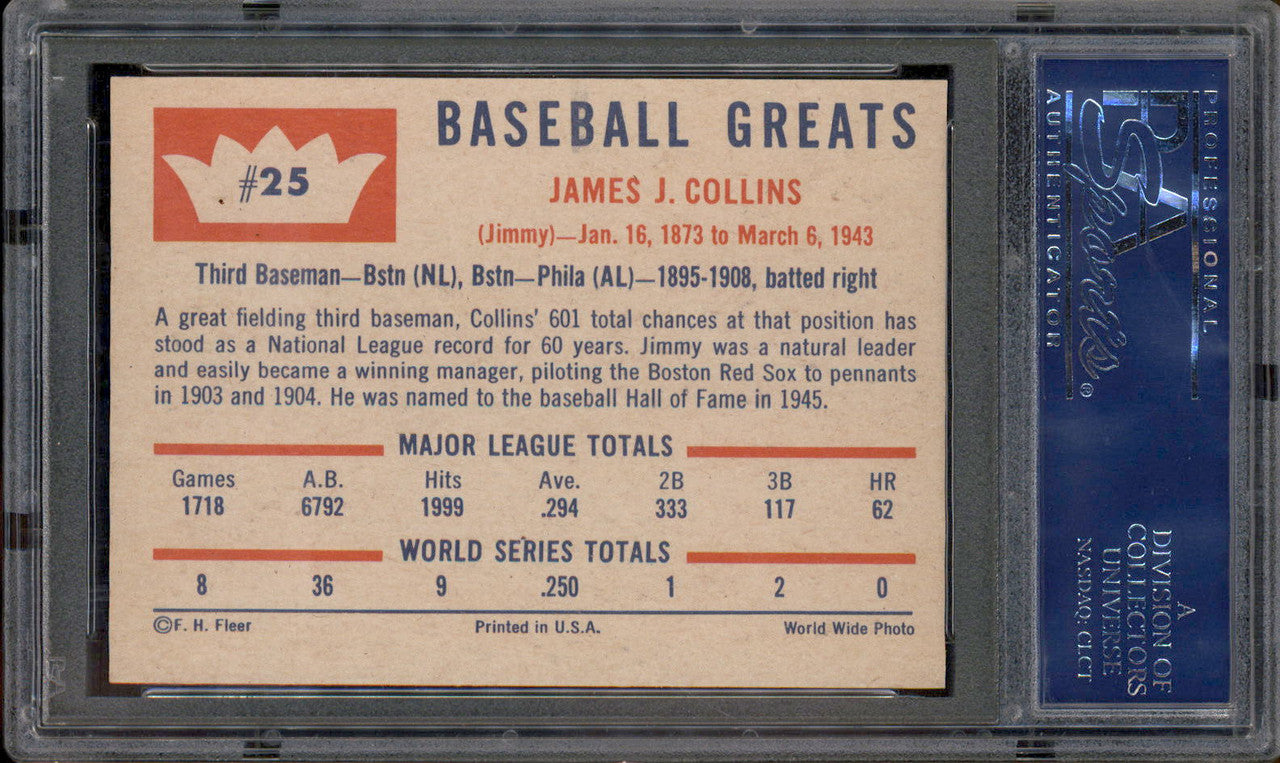 #25
BASEBALL GREATS
JAMES J. COLLINS
(Jimmy)—Jan. 16, 1873 to March 6, 1943
Third Baseman—Bstn (NL), Bstn—Phila (AL)—1895-1908, batted right
A great fielding third baseman, Collins' 601 total chances at that position has
stood as a National League record for 60 years. Jimmy was a natural leader
and easily became a winning manager, piloting the Boston Red Sox to pennants
in 1903 and 1904. He was named to the baseball Hall of Fame in 1945.
MAJOR LEAGUE TOTALS
Games A.B. Hits Ave. 2B 3B HR
1718 6792 1999 .294 333 117 62
WORLD SERIES TOTALS
8 36 9 .250 1 2 0
©F. H. Fleer Printed in U.S.A. World Wide Photo
PROFESSIONAL
PSA
Sports
®
AUTHENTICATOR
A
DIVISION OF
COLLECTORS
UNIVERSE
NASDAQ: CLCT